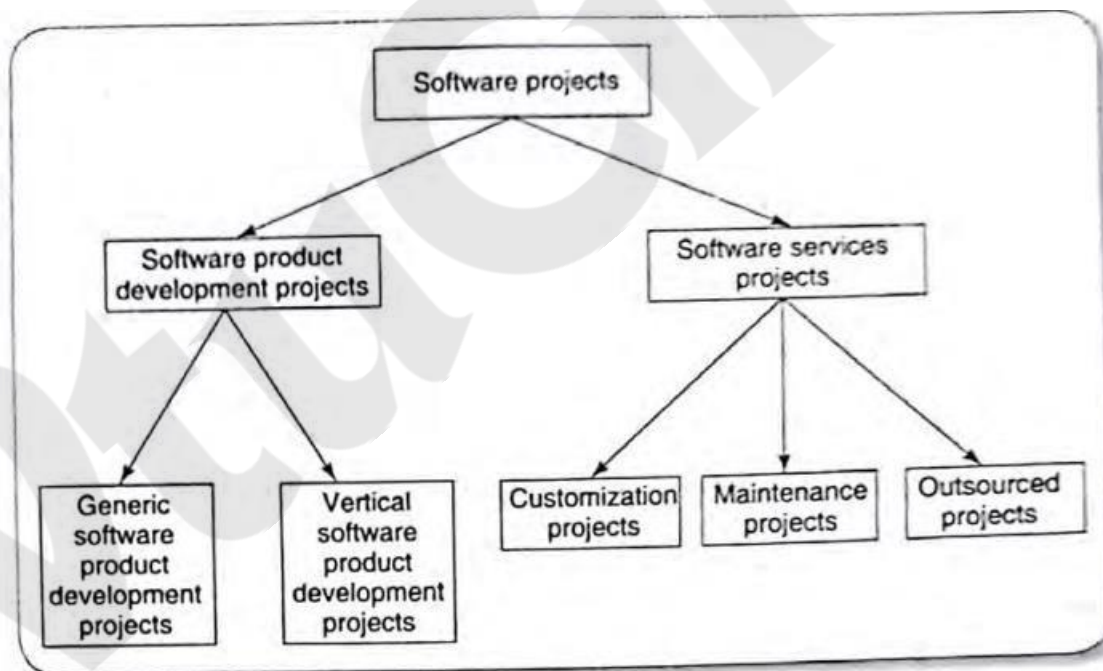 Software projects
Software product
development projects
Software services
projects
Generic
software
product
development
projects
Vertical
software
product
development
projects
Customization
projects
Maintenance
projects
Outsourced
projects